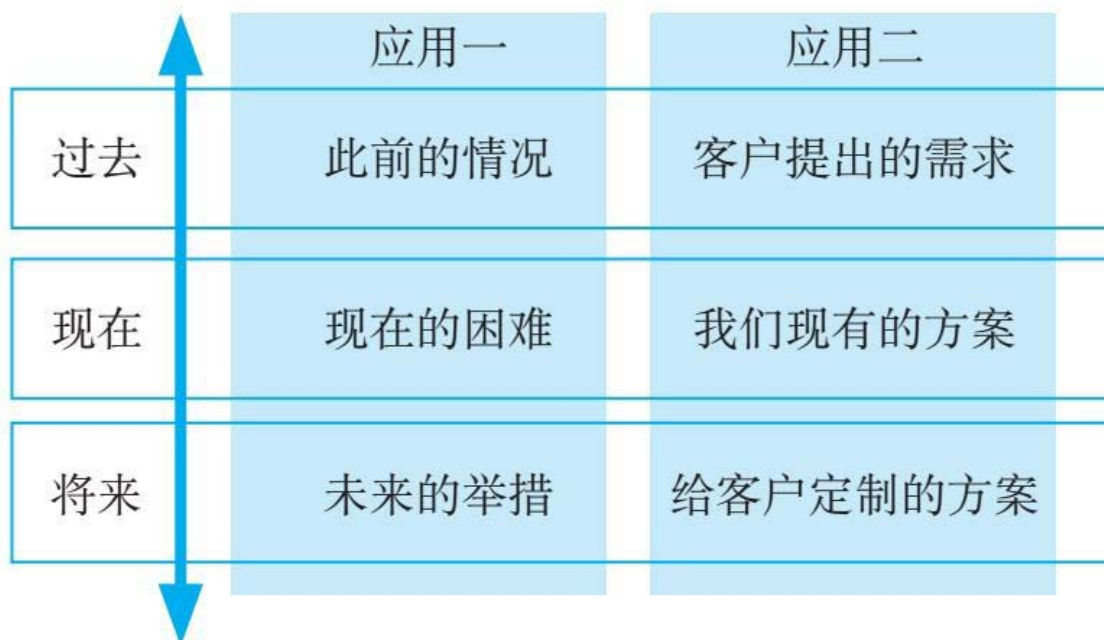 应用一 应用二
过去 此前的情况 客户提出的需求
现在 现在的困难 我们现有的方案
将来 未来的举措 给客户定制的方案